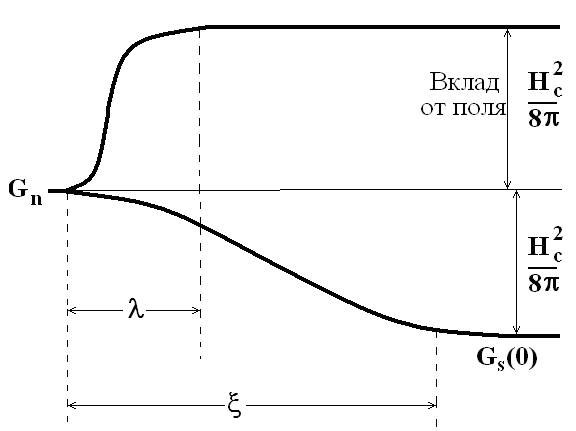 Вклад
от поля
H_c^2
8π
G_n
H_c^2
8π
λ
G_s(0)
ξ